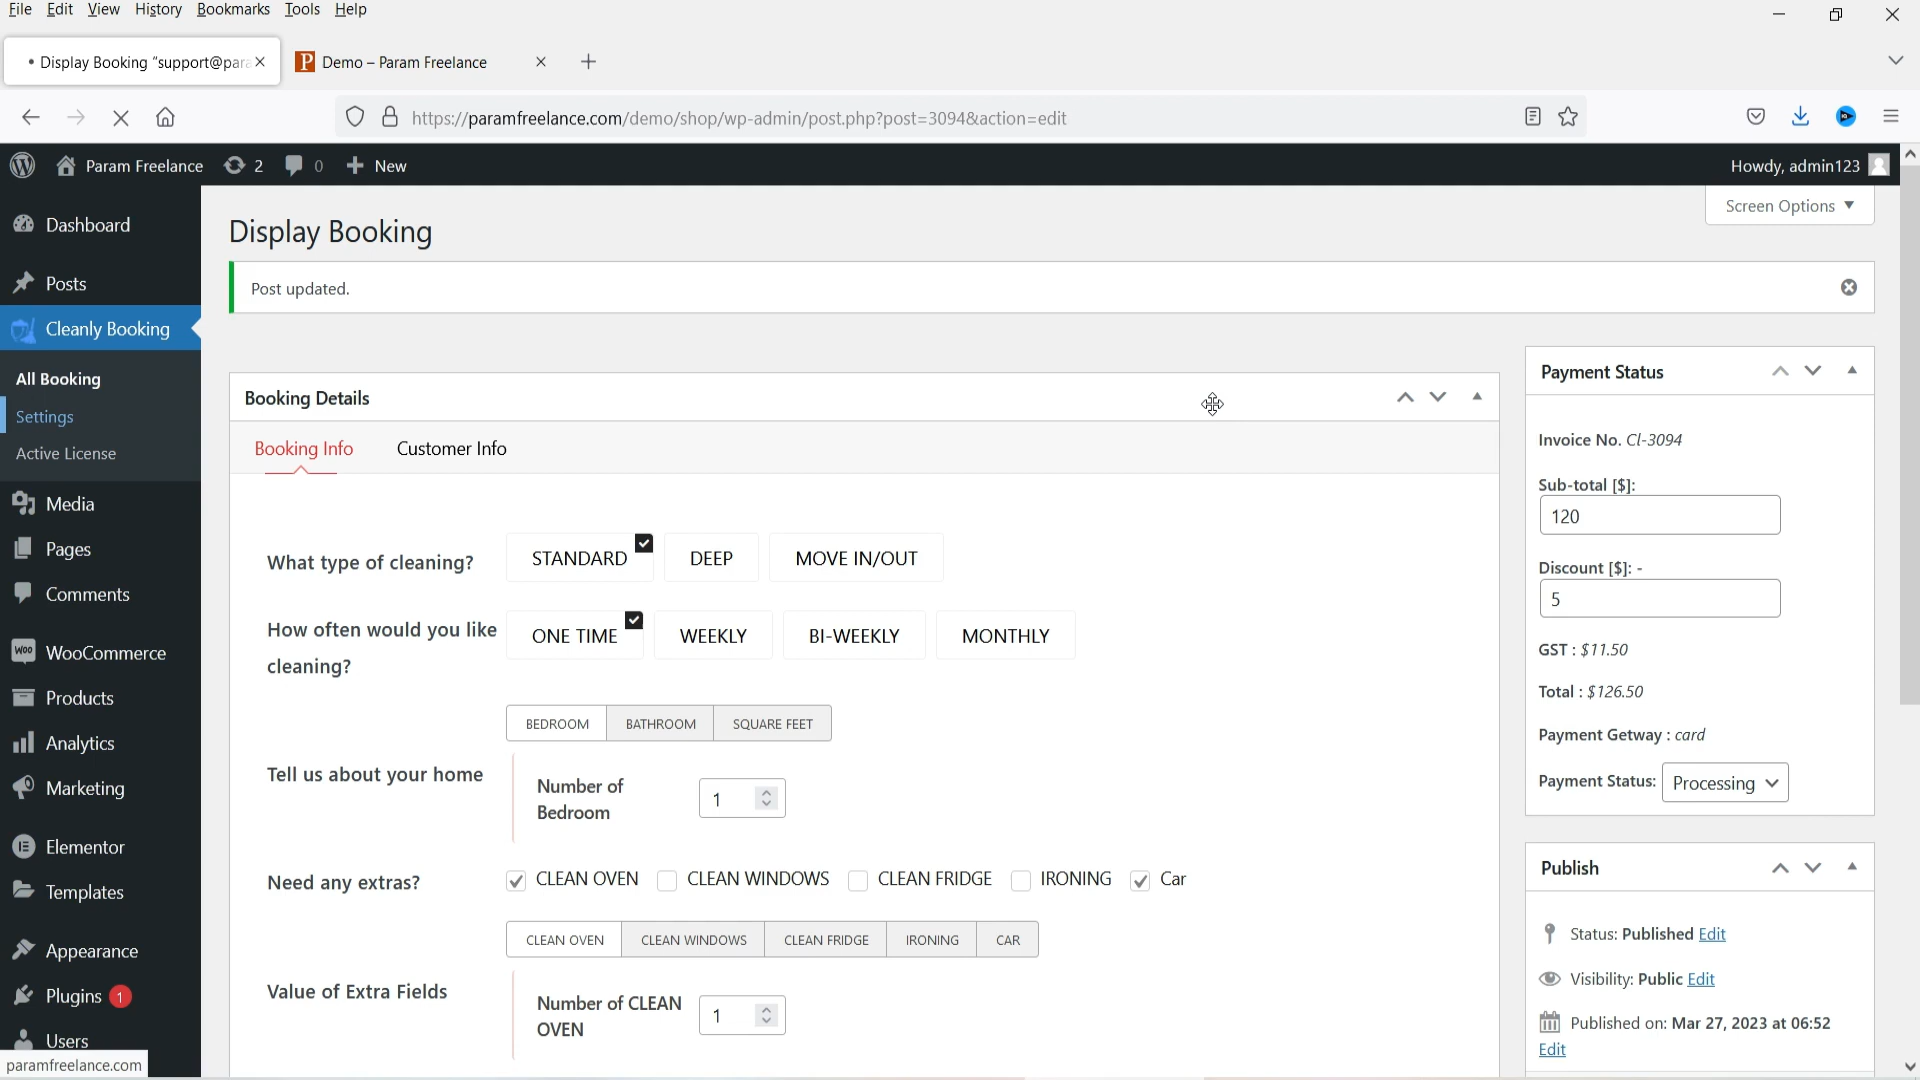 File Edit View History Bookmarks Tools Help
Display Booking "support@para
Demo – Param Freelance
https://paramfreelance.com/demo/shop/wp-admin/post.php?post=3094&action=edit
Param Freelance 2 0 New
Howdy, admin123
Dashboard
Posts
Cleanly Booking
All Booking
Settings
Active License
Media
Pages
Comments
WooCommerce
Products
Analytics
Marketing
Elementor
Templates
Appearance
Plugins 1
Users
paramfreelance.com
Screen Options
Display Booking
Post updated.
Booking Details
Booking Info Customer Info
What type of cleaning? STANDARD DEEP MOVE IN/OUT
How often would you like
cleaning?
ONE TIME WEEKLY BI-WEEKLY MONTHLY
BEDROOM BATHROOM SQUARE FEET
Tell us about your home
Number of
Bedroom
1
Need any extras? CLEAN OVEN CLEAN WINDOWS CLEAN FRIDGE IRONING Car
CLEAN OVEN CLEAN WINDOWS CLEAN FRIDGE IRONING CAR
Value of Extra Fields
Number of CLEAN
OVEN
1
Payment Status
Invoice No. Cl-3094
Sub-total [$]:
120
Discount [$]: -
5
GST : $11.50
Total : $126.50
Payment Getway : card
Payment Status: Processing
Publish
Status: Published Edit
Visibility: Public Edit
Published on: Mar 27, 2023 at 06:52
Edit